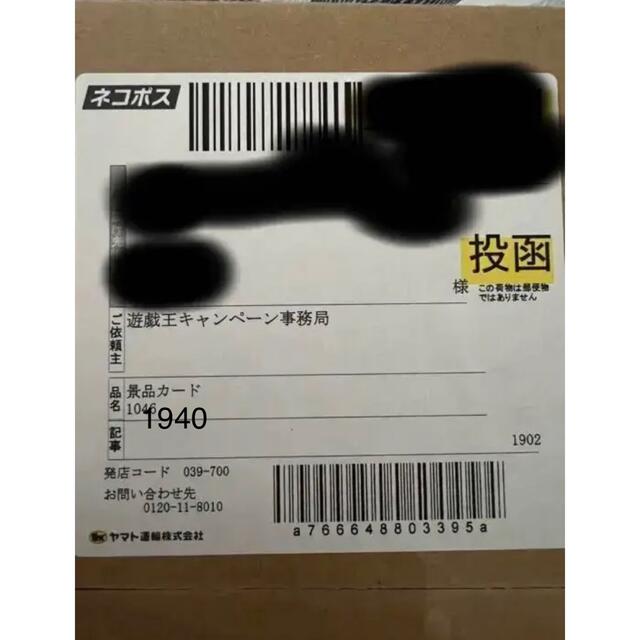 ネコポス
投函
様
この荷物は郵便物
ではありません
ご依頼主
遊戯王キャンペーン事務局
品名
景品カード
1046
1940
記事
1902
発店コード 039-700
お問い合わせ先
0120-11-8010
ヤマト運輸株式会社
a766648803395a